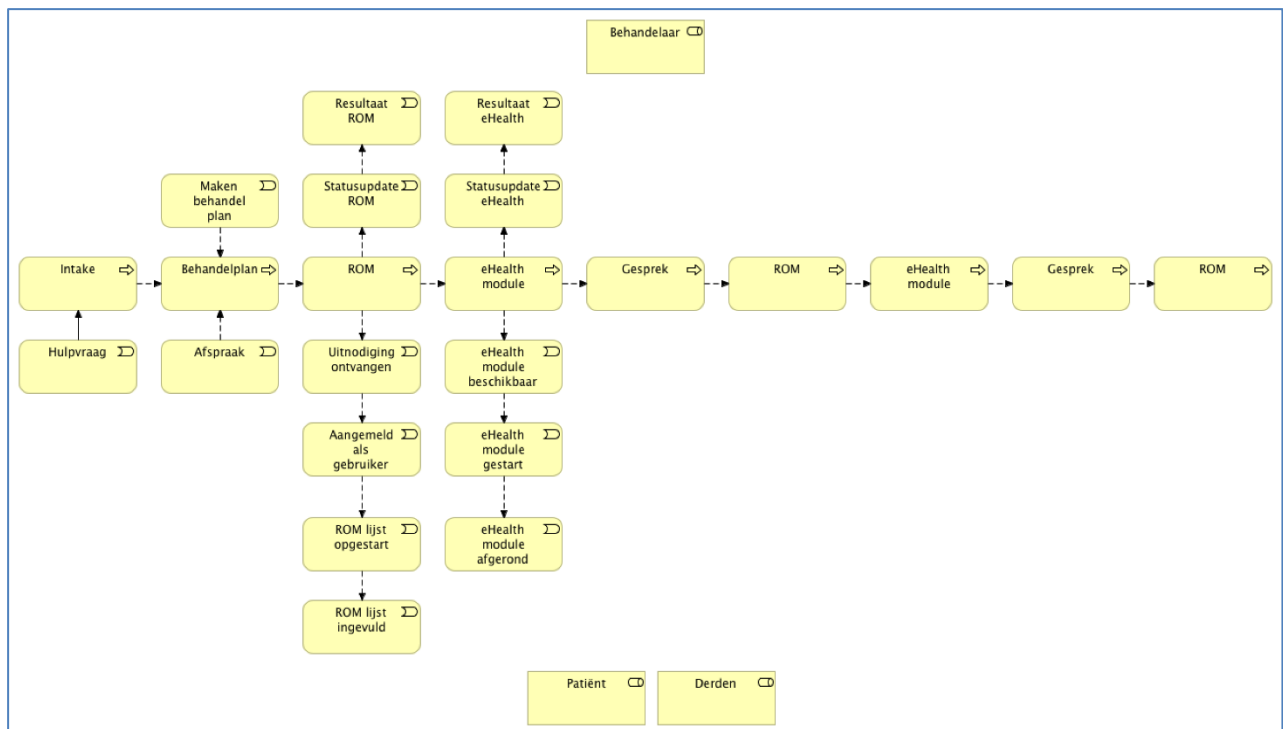 Behandelaar
Resultaat
ROM
Resultaat
eHealth
Maken
behandel
plan
Statusupdate
ROM
Statusupdate
eHealth
Intake
Behandelplan
ROM
eHealth
module
Gesprek
ROM
eHealth
module
Gesprek
ROM
Hulpvraag
Afspraak
Uitnodiging
ontvangen
eHealth
module
beschikbaar
Aangemeld
als
gebruiker
eHealth
module
gestart
ROM lijst
opgestart
eHealth
module
afgerond
ROM lijst
ingevuld
Patiënt
Derden